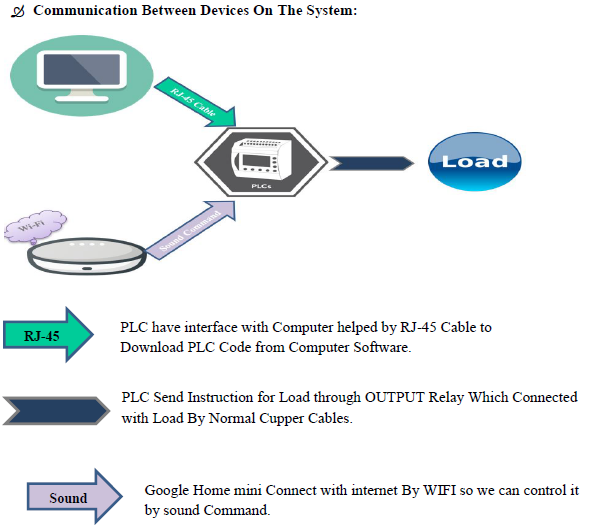 Communication Between Devices On The System:
RJ-45 Cable
PLCs
Load
Wi-Fi
Sound Command
RJ-45
PLC have interface with Computer helped by RJ-45 Cable to
Download PLC Code from Computer Software.
PLC Send Instruction for Load through OUTPUT Relay Which Connected
with Load By Normal Cupper Cables.
Sound
Google Home mini Connect with internet By WIFI so we can control it
by sound Command.